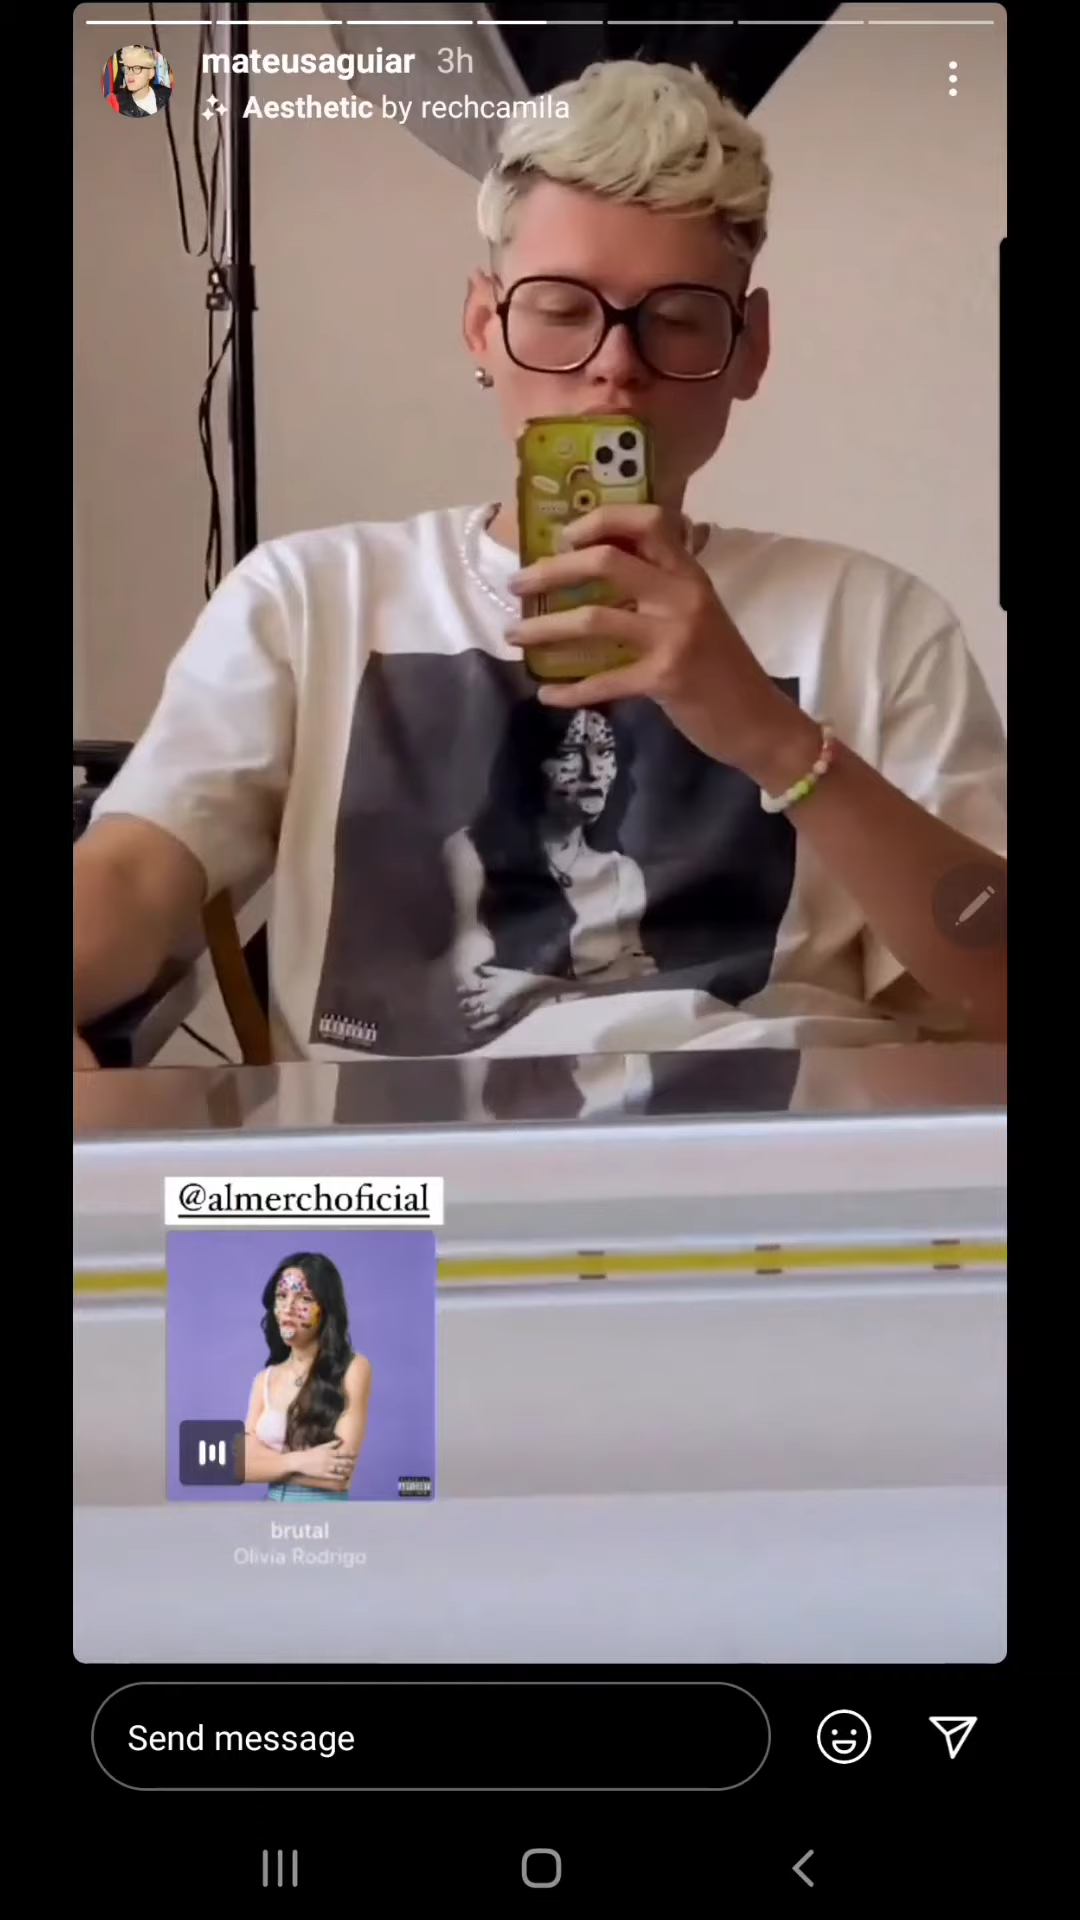 mateusaguiar 3h
Aesthetic by rechcamila
@almerchoficial
brutal
Olivia Rodrigo
Send message